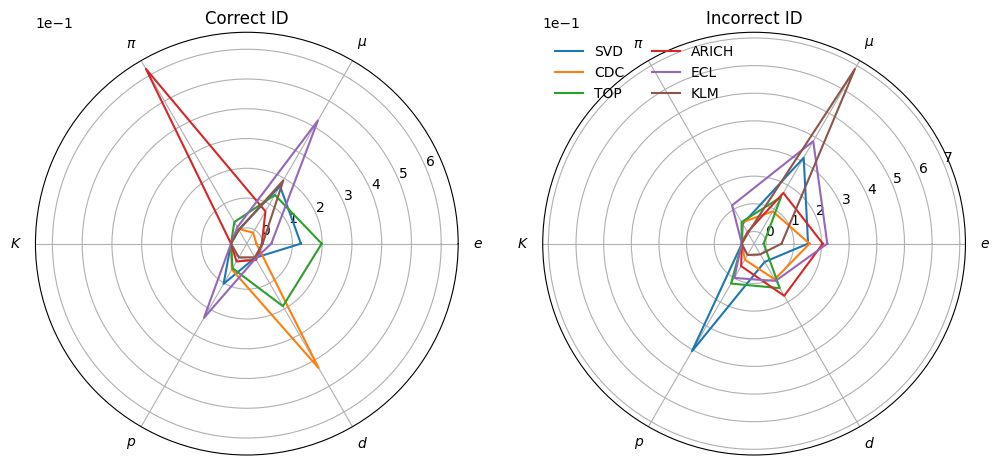 Correct ID
1e−1
e
μ
π
K
p
d
0
1
2
3
4
5
6
Incorrect ID
1e−1
SVD
CDC
TOP
ARICH
ECL
KLM
e
μ
π
K
p
d
0
1
2
3
4
5
6
7